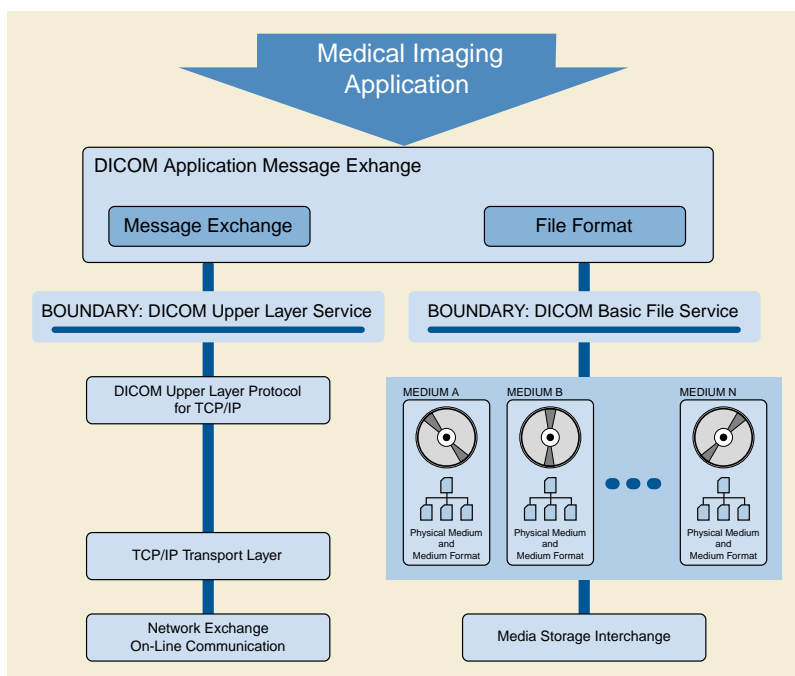 Medical Imaging
Application
DICOM Application Message Exhange
Message Exchange
File Format
BOUNDARY: DICOM Upper Layer Service
BOUNDARY: DICOM Basic File Service
DICOM Upper Layer Protocol
for TCP/IP
TCP/IP Transport Layer
Network Exchange
On-Line Communication
MEDIUM A
Physical Medium
and
Medium Format
MEDIUM B
Physical Medium
and
Medium Format
MEDIUM N
Physical Medium
and
Medium Format
Media Storage Interchange